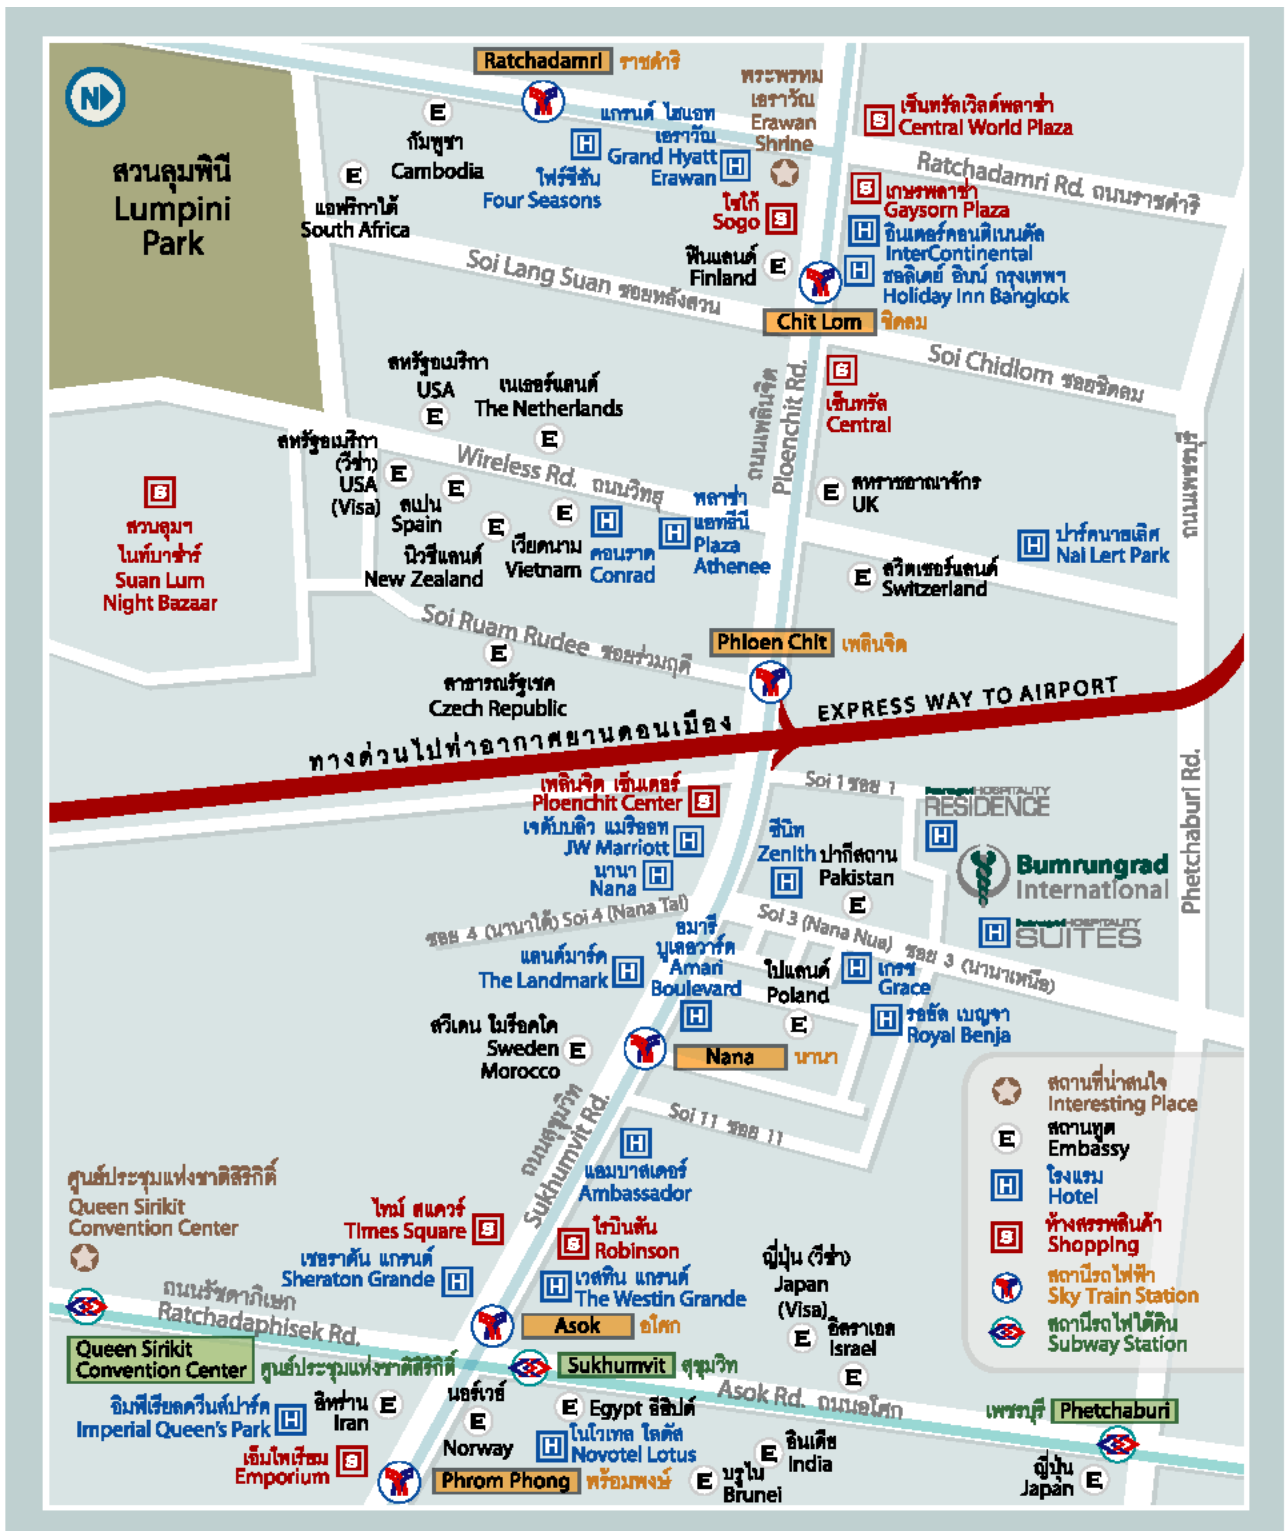 Ratchadamri ราชดำริ
N
พระพรหม
เอราวัณ
Erawan
Shrine
เซ็นทรัลเวิลด์พลาซ่า
Central World Plaza
แกรนด์ ไฮแอท
เอราวัณ
Grand Hyatt
Erawan
กัมพูชา
Cambodia
โฟร์ซีซัน
Four Seasons
Ratchadamri Rd. ถนนราชดำริ
สวนลุมพินี
Lumpini
Park
แอฟริกาใต้
South Africa
โซโก้
Sogo
เกษรพลาซ่า
Gaysorn Plaza
อินเตอร์คอนติเนนตัล
InterContinental
ฟินแลนด์
Finland
ฮอลิเดย์ อินน์ กรุงเทพฯ
Holiday Inn Bangkok
Soi Lang Suan ซอยหลังสวน
Chit Lom ชิดลม
Soi Chidlom ซอยชิดลม
สหรัฐอเมริกา
USA
เนเธอร์แลนด์
The Netherlands
เซ็นทรัล
Central
ถนนเพลินจิต
Ploenchit Rd.
สหรัฐอเมริกา
(วีซ่า)
USA
(Visa)
Wireless Rd. ถนนวิทยุ
สเปน
Spain
พลาซ่า
แอทธินี
Plaza
Athenee
สหราชอาณาจักร
UK
ถนนเพชรบุรี
สวนลุมฯ
ไนท์บาซ่าร์
Suan Lum
Night Bazaar
นิวซีแลนด์
New Zealand
เวียดนาม
Vietnam
คอนราด
Conrad
ปาร์คนายเลิศ
Nai Lert Park
สวิตเซอร์แลนด์
Switzerland
Soi Ruam Rudee ซอยร่วมฤดี
Phloen Chit เพลินจิต
สาธารณรัฐเชค
Czech Republic
ทางด่วนไปท่าอากาศยานดอนเมือง
EXPRESS WAY TO AIRPORT
เพลินจิต เซ็นเตอร์
Ploenchit Center
Soi 1 ซอย 1
Bumrungrad HOSPITALITY
RESIDENCE
Phetchaburi Rd.
เจดับบลิว แมริออท
JW Marriott
ซีนิท
Zenith
ปากีสถาน
Pakistan
Bumrungrad
International
นานา
Nana
ซอย 4 (นานาใต้) Soi 4 (Nana Tai)
Soi 3 (Nana Nua) ซอย 3 (นานาเหนือ)
Bumrungrad HOSPITALITY
SUITES
แลนด์มาร์ค
The Landmark
อมารี
บูเลอวาร์ด
Amari
Boulevard
โปแลนด์
Poland
เกรซ
Grace
รอยัล เบญจา
Royal Benja
สวีเดน โมร็อคโค
Sweden
Morocco
Nana นานา
ถนนสุขุมวิท
Sukhumvit Rd.
Soi 11 ซอย 11
แอมบาสเดอร์
Ambassador
สถานที่น่าสนใจ
Interesting Place
E
สถานทูต
Embassy
H
โรงแรม
Hotel
S
ห้างสรรพสินค้า
Shopping
สถานีรถไฟฟ้า
Sky Train Station
สถานีรถไฟใต้ดิน
Subway Station
ศูนย์ประชุมแห่งชาติสิริกิติ์
Queen Sirikit
Convention Center
ไทม์ สแควร์
Times Square
โรบินสัน
Robinson
เชอราตัน แกรนด์
Sheraton Grande
เวสทิน แกรนด์
The Westin Grande
ญี่ปุ่น (วีซ่า)
Japan
(Visa)
อิสราเอล
Israel
ถนนรัชดาภิเษก
Ratchadaphisek Rd.
Asok อโศก
Queen Sirikit
Convention Center ศูนย์ประชุมแห่งชาติสิริกิติ์
Sukhumvit สุขุมวิท
Asok Rd. ถนนอโศก
เพชรบุรี Phetchaburi
อิมพีเรียลควีนส์ปาร์ค
Imperial Queen's Park
อิหร่าน
Iran
นอร์เวย์
Norway
Egypt อียิปต์
โนโวเทล โลตัส
Novotel Lotus
อินเดีย
India
เอ็มโพเรียม
Emporium
Phrom Phong พร้อมพงษ์
บรูไน
Brunei
ญี่ปุ่น
Japan